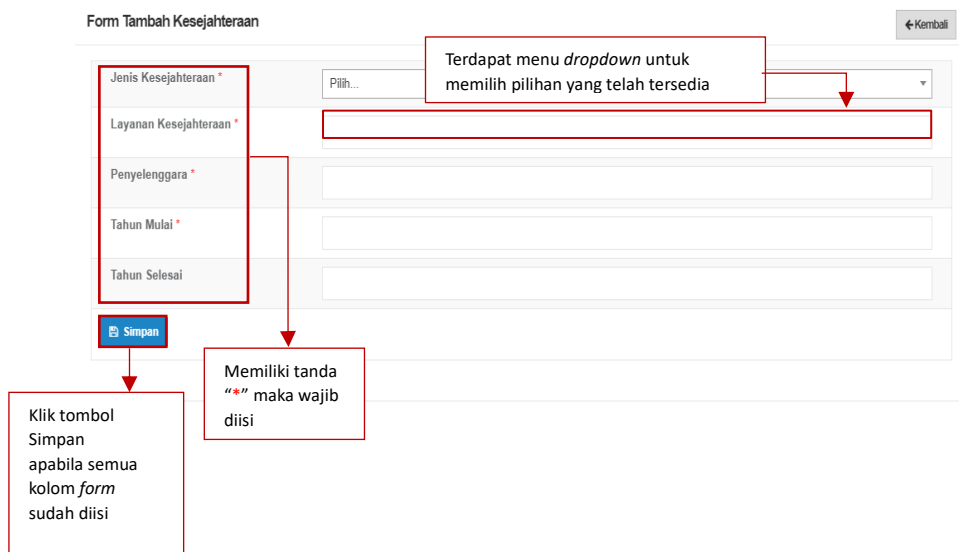 Form Tambah Kesejahteraan
Kembali
Terdapat menu dropdown untuk
memilih pilihan yang telah tersedia
Jenis Kesejahteraan *
Pilih...
Layanan Kesejahteraan *
Penyelenggara *
Tahun Mulai *
Tahun Selesai
Simpan
Memiliki tanda
“*” maka wajib
diisi
Klik tombol
Simpan
apabila semua
kolom form
sudah diisi